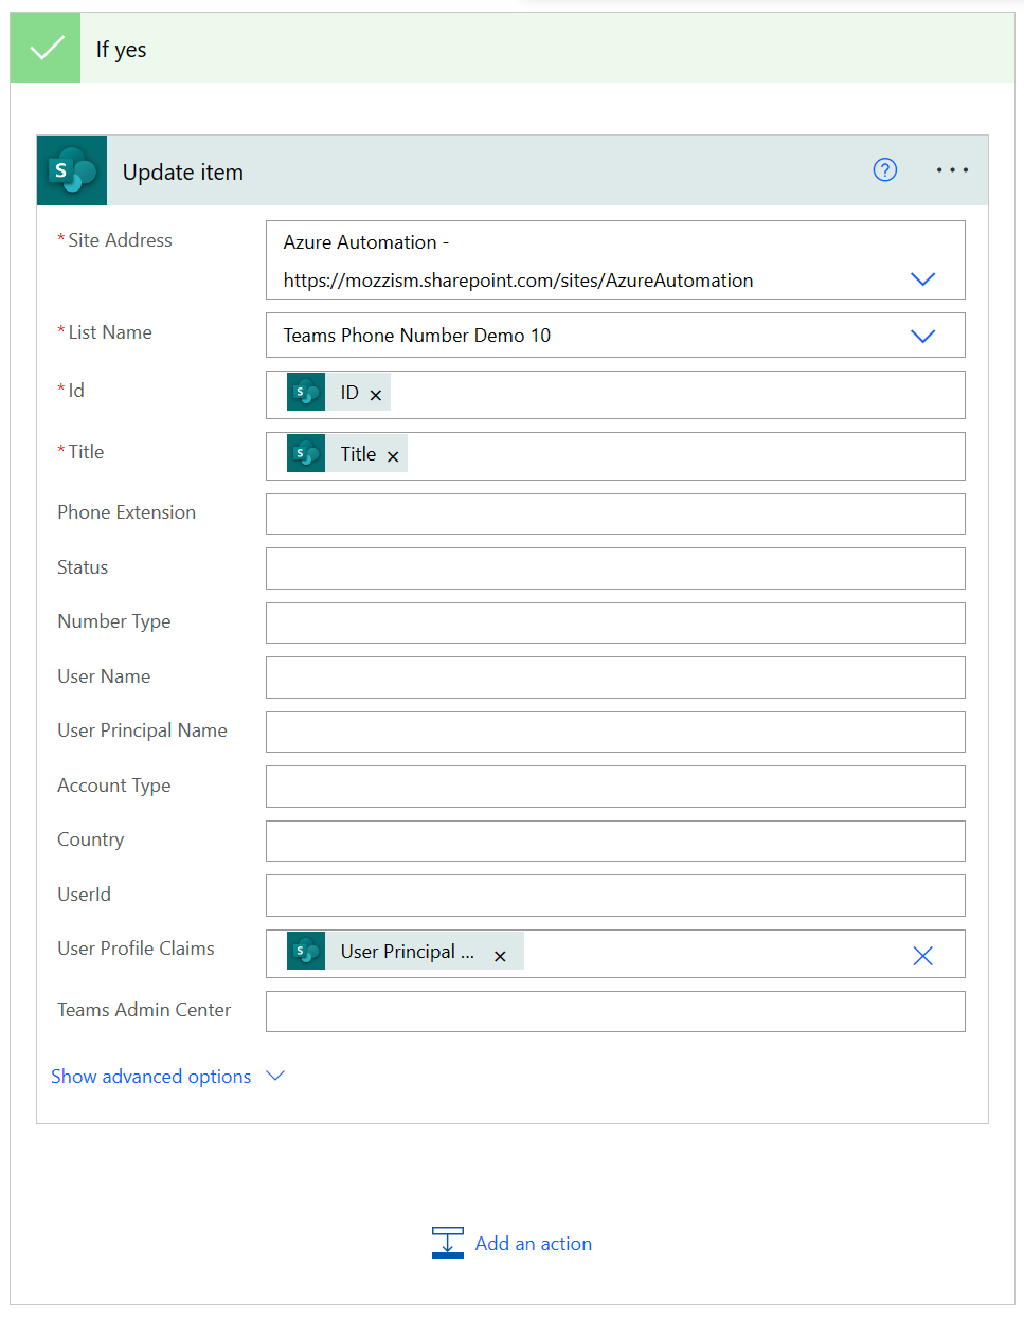 If yes
Update item
* Site Address
Azure Automation -
https://mozzism.sharepoint.com/sites/AzureAutomation
* List Name
Teams Phone Number Demo 10
* Id
ID ×
* Title
Title ×
Phone Extension
Status
Number Type
User Name
User Principal Name
Account Type
Country
UserId
User Profile Claims
User Principal ... ×
Teams Admin Center
Show advanced options
Add an action